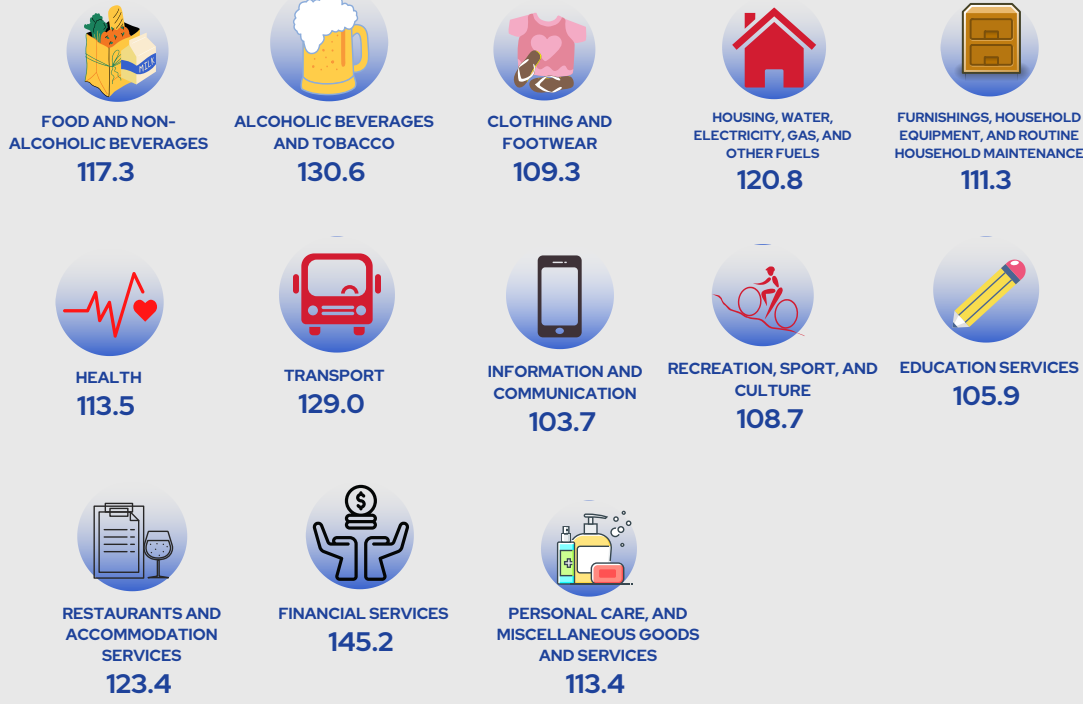 MILK
FOOD AND NON-
ALCOHOLIC BEVERAGES
117.3
ALCOHOLIC BEVERAGES
AND TOBACCO
130.6
CLOTHING AND
FOOTWEAR
109.3
HOUSING, WATER,
ELECTRICITY, GAS, AND
OTHER FUELS
120.8
FURNISHINGS, HOUSEHOLD
EQUIPMENT, AND ROUTINE
HOUSEHOLD MAINTENANCE
111.3
HEALTH
113.5
TRANSPORT
129.0
INFORMATION AND
COMMUNICATION
103.7
RECREATION, SPORT, AND
CULTURE
108.7
EDUCATION SERVICES
105.9
RESTAURANTS AND
ACCOMMODATION
SERVICES
123.4
$
FINANCIAL SERVICES
145.2
PERSONAL CARE, AND
MISCELLANEOUS GOODS
AND SERVICES
113.4